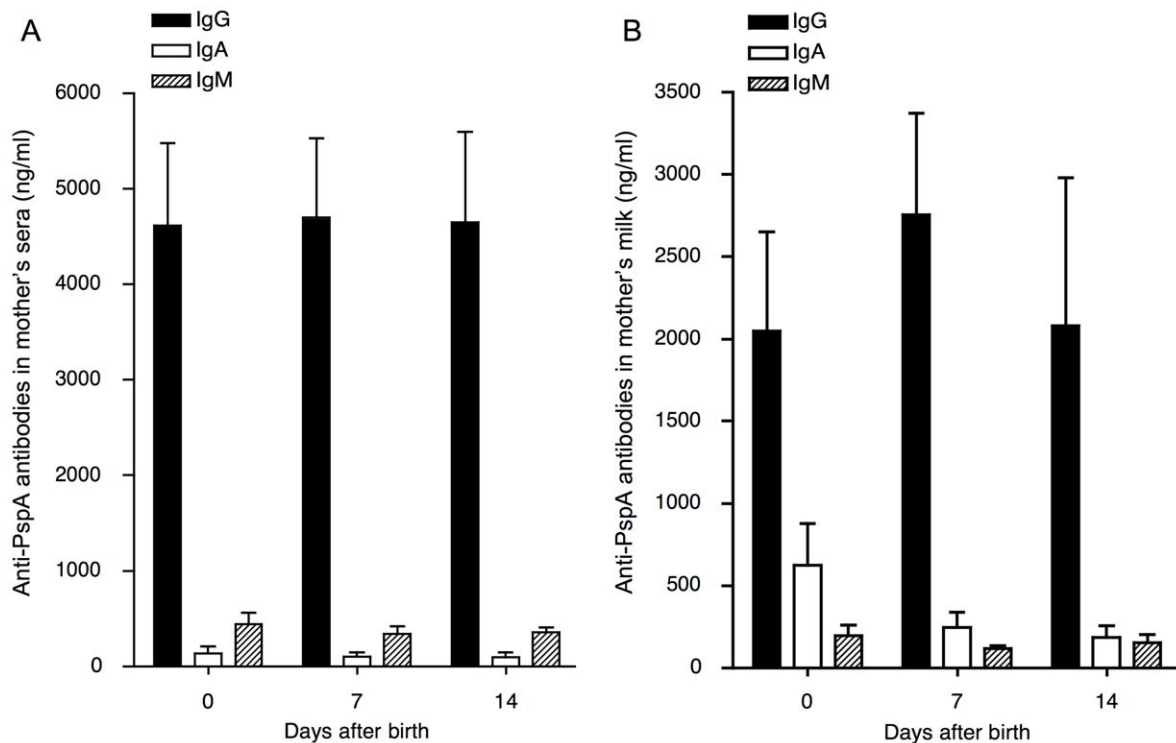 A
IgG
IgA
IgM
6000
5000
4000
3000
2000
1000
0
Anti-PspA antibodies in mother's sera (ng/ml)
0 7 14
Days after birth
B
IgG
IgA
IgM
3500
3000
2500
2000
1500
1000
500
0
Anti-PspA antibodies in mother's milk (ng/ml)
0 7 14
Days after birth